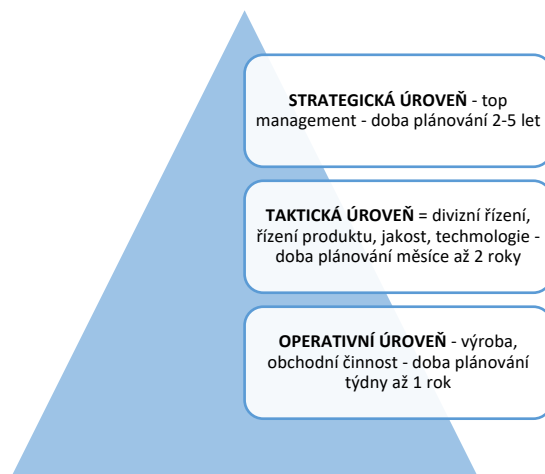 STRATEGICKÁ ÚROVEŇ - top
management - doba plánování 2-5 let
TAKTICKÁ ÚROVEŇ = divizní řízení,
řízení produktu, jakost, technologie -
doba plánování měsíce až 2 roky
OPERATIVNÍ ÚROVEŇ - výroba,
obchodní činnost - doba plánování
týdny až 1 rok